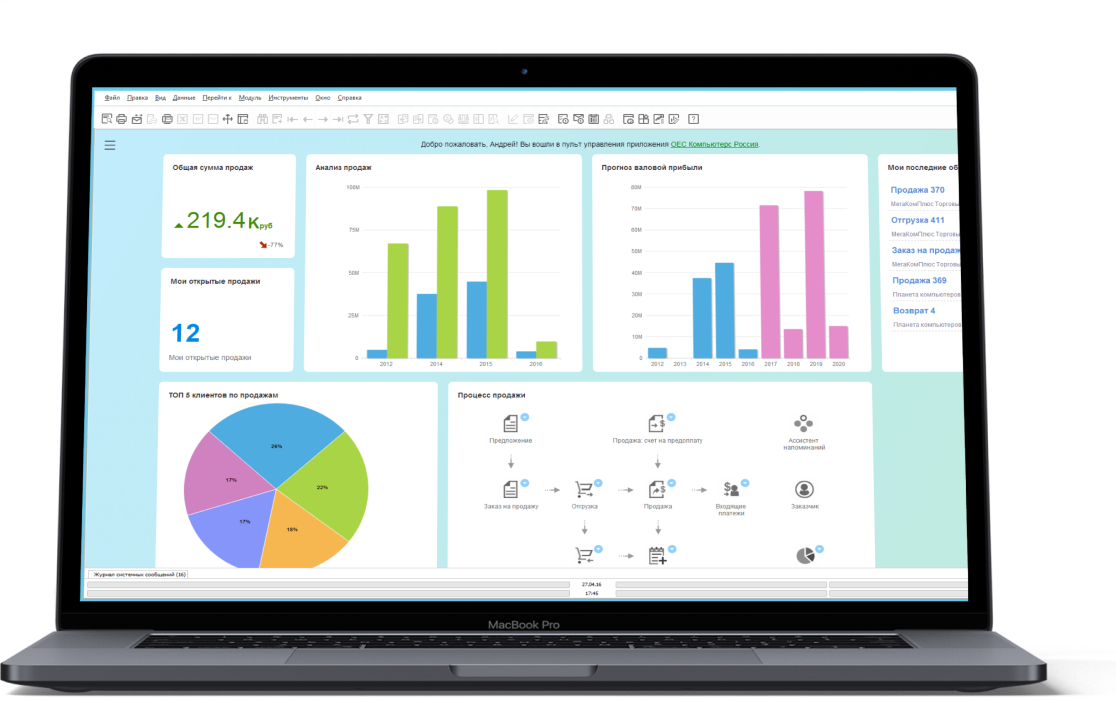 Файл Правка Вид Данные Перейти к Модуль Инструменты Окно Справка
Добро пожаловать, Андрей! Вы вошли в пульт управления приложения ОЕС Компьютерс Россия.
Общая сумма продаж
219.4 Круб
-77%
Мои открытые продажи
12
Мои открытые продажи
Анализ продаж
100M
75M
50M
25M
0
2012 2014 2015 2016
Прогноз валовой прибыли
80M
70M
60M
50M
40M
30M
20M
10M
0
2012 2013 2014 2015 2016 2017 2018 2019 2020
Мои последние об
Продажа 370
МегаКомПлюс Торговы
Отгрузка 411
МегаКомПлюс Торговы
Заказ на продаж
МегаКомПлюс Торговы
Продажа 369
Планета компьютеров
Возврат 4
Планета компьютеров
ТОП 5 клиентов по продажам
26%
22%
18%
17%
17%
Процесс продажи
Предложение
Продажа: счет на предоплату
Ассистент
напоминаний
Заказ на продажу
Отгрузка
Продажа
Входящие
платежи
Заказчик
Журнал системных сообщений (16)
27.04.16
17:45
MacBook Pro